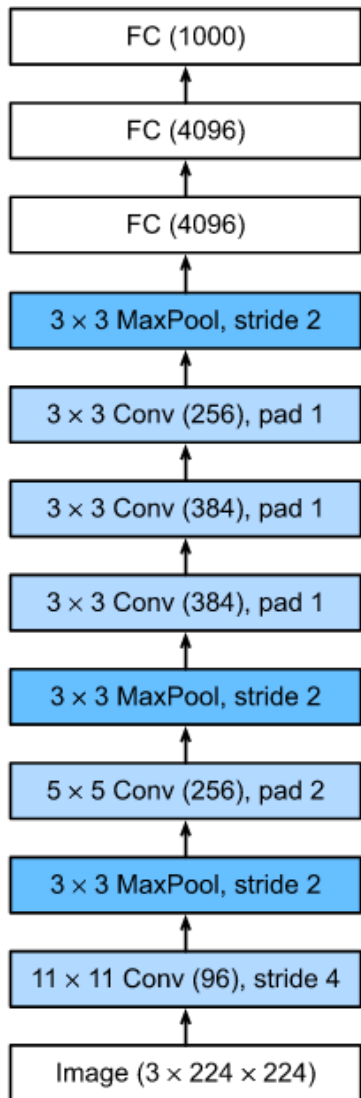 FC (1000)
FC (4096)
FC (4096)
3 × 3 MaxPool, stride 2
3 × 3 Conv (256), pad 1
3 × 3 Conv (384), pad 1
3 × 3 Conv (384), pad 1
3 × 3 MaxPool, stride 2
5 × 5 Conv (256), pad 2
3 × 3 MaxPool, stride 2
11 × 11 Conv (96), stride 4
Image (3 × 224 × 224)